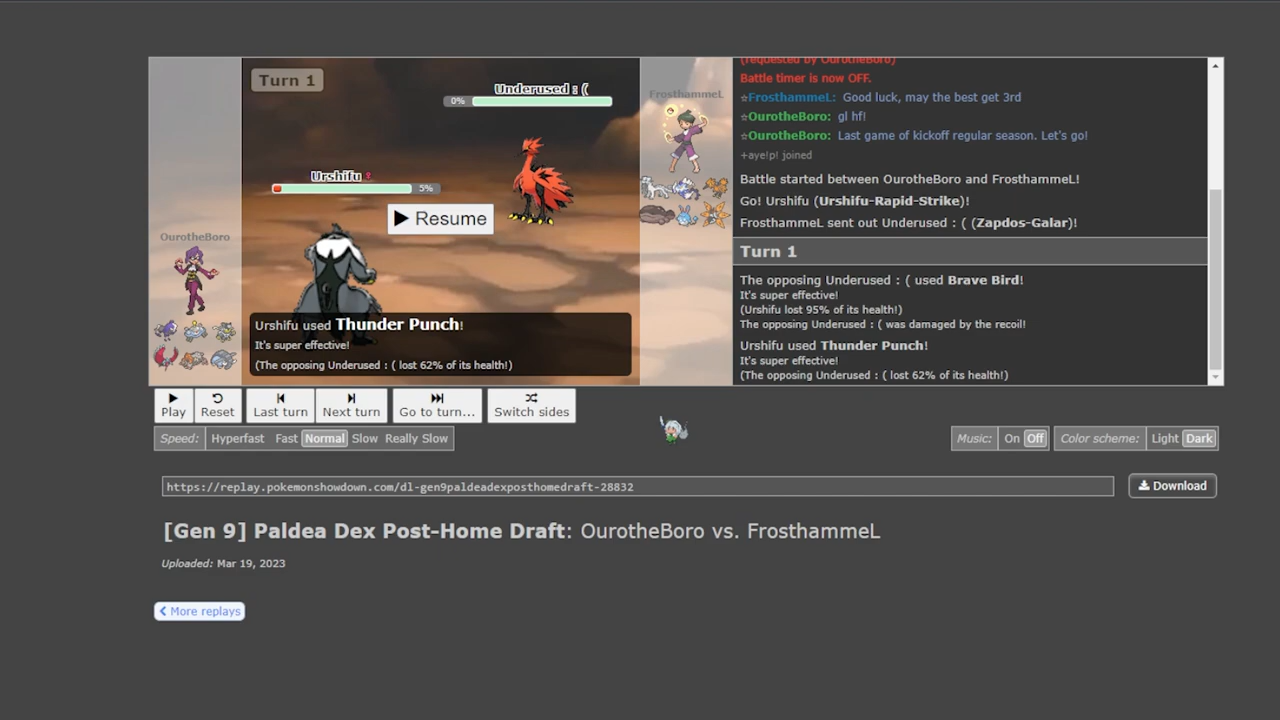 Turn 1
Underused : (
0%
Urshifu
5%
Resume
OurotheBoro
Urshifu used Thunder Punch!
It's super effective!
(The opposing Underused : ( lost 62% of its health!)
FrosthammeL
(requested by OurotheBoro)
Battle timer is now OFF.
☆FrosthammeL: Good luck, may the best get 3rd
☆OurotheBoro: gl hf!
☆OurotheBoro: Last game of kickoff regular season. Let's go!
+aye!p! joined
Battle started between OurotheBoro and FrosthammeL!
Go! Urshifu (Urshifu-Rapid-Strike)!
FrosthammeL sent out Underused : ( (Zapdos-Galar)!
Turn 1
The opposing Underused : ( used Brave Bird!
It's super effective!
(Urshifu lost 95% of its health!)
The opposing Underused : ( was damaged by the recoil!
Urshifu used Thunder Punch!
It's super effective!
(The opposing Underused : ( lost 62% of its health!)
Play Reset Last turn Next turn Go to turn... Switch sides
Speed: Hyperfast Fast Normal Slow Really Slow
Music: On Off Color scheme: Light Dark
https://replay.pokemonshowdown.com/dl-gen9paldeadexposthomedraft-28832
Download
[Gen 9] Paldea Dex Post-Home Draft: OurotheBoro vs. FrosthammeL
Uploaded: Mar 19, 2023
More replays